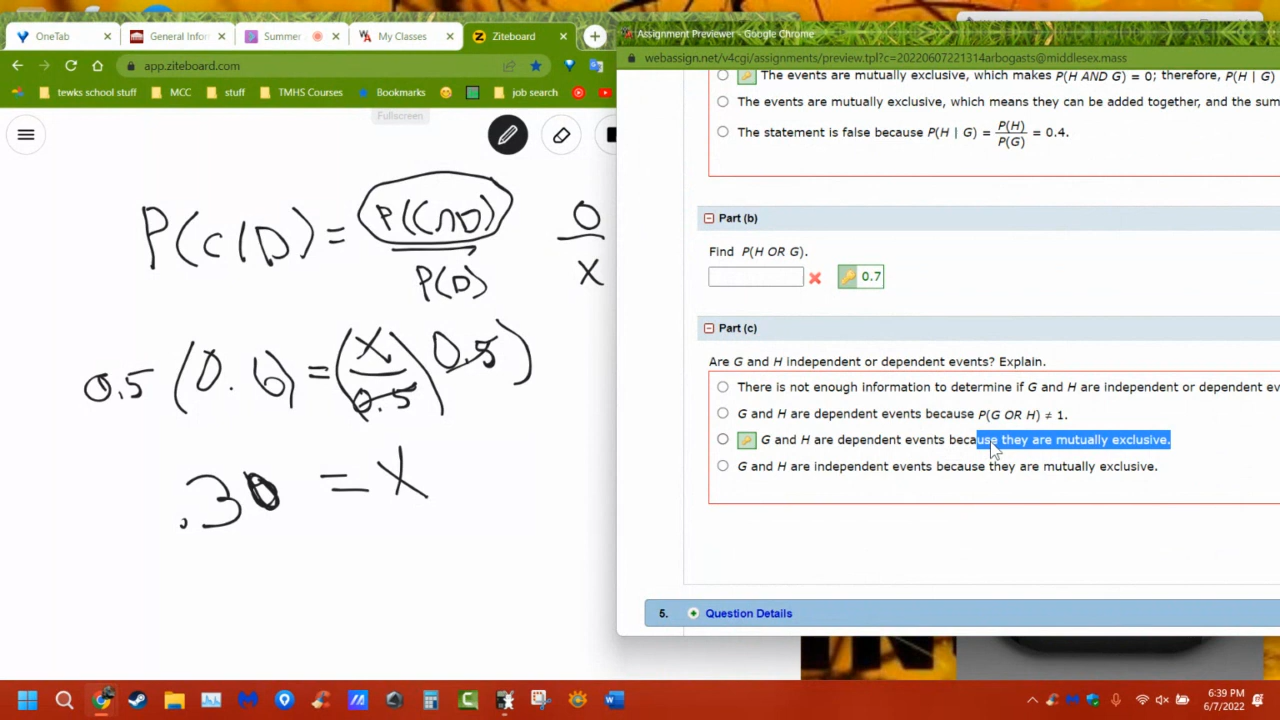 OneTab
General Infor
Summer
My Classes
Ziteboard
Assignment Previewer - Google Chrome
app.ziteboard.com
webassign.net/v4cgi/assignments/preview.tpl?c=20220607221314arbogasts@middlesex.mass
tewks school stuff
MCC
stuff
TMHS Courses
Bookmarks
job search
Fullscreen
P(C|D) = P(C∩D) / P(D)
0 / X
0.5 (0.6) = (X / 0.5) 0.5)
.30 = X
The events are mutually exclusive, which makes P(H AND G) = 0; therefore, P(H | G)
The events are mutually exclusive, which means they can be added together, and the sum
The statement is false because P(H | G) = P(H) / P(G) = 0.4.
Part (b)
Find P(H OR G).
0.7
Part (c)
Are G and H independent or dependent events? Explain.
There is not enough information to determine if G and H are independent or dependent eve
G and H are dependent events because P(G OR H) ≠ 1.
G and H are dependent events because they are mutually exclusive.
G and H are independent events because they are mutually exclusive.
5. Question Details
6:39 PM
6/7/2022